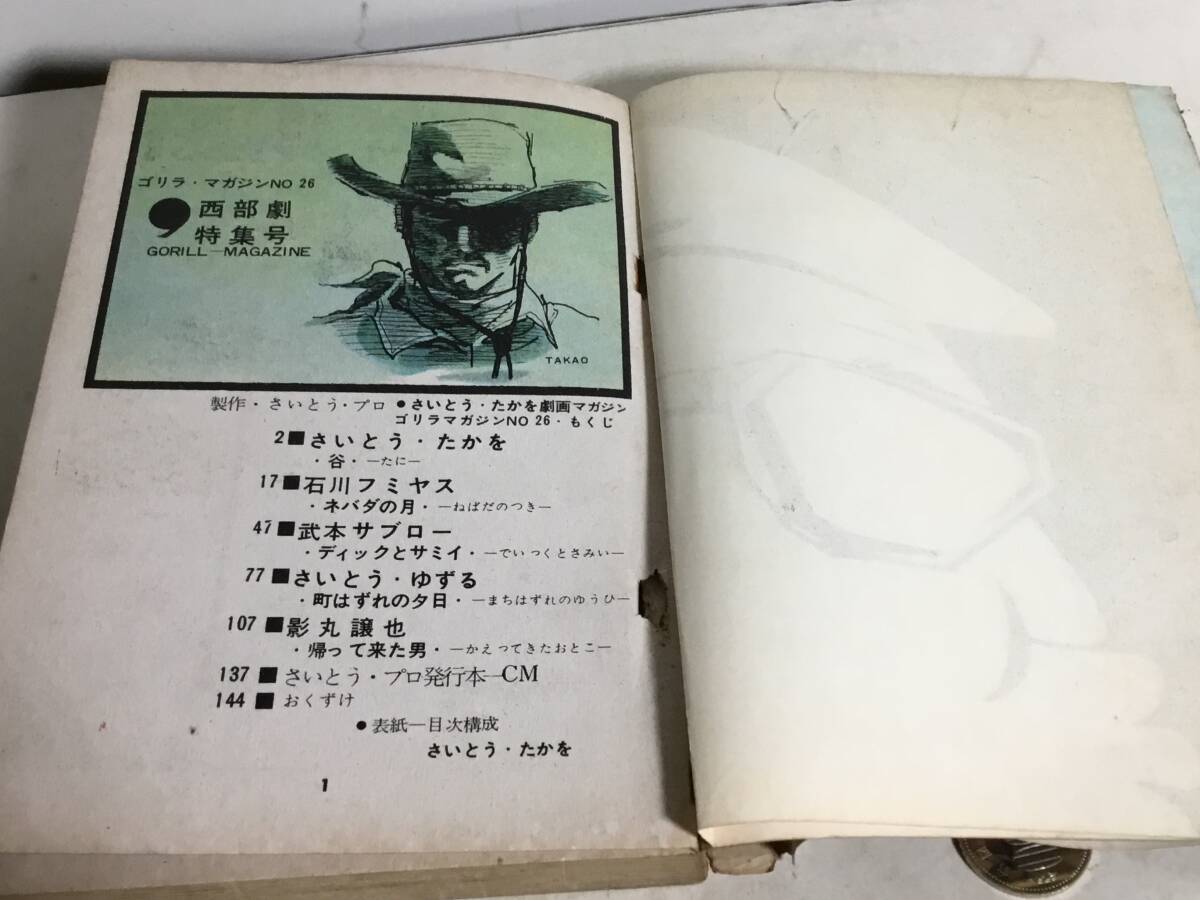 ゴリラ・マガジンNO 26
西部劇
特集号
GORILL—MAGAZINE
TAKAO
製作・さいとう・プロ ●さいとう・たかを劇画マガジン
ゴリラマガジンNO 26・もくじ
2■さいとう・たかを
・谷・—たに—
17■石川フミヤス
・ネバダの月・—ねばだのつき—
47■武本サブロー
・ディックとサミイ・—でいっくとさみい—
77■さいとう・ゆずる
・町はずれの夕日・—まちはずれのゆうひ—
107■影丸譲也
・帰って来た男・—かえってきたおとこ—
137■さいとう・プロ発行本—CM
144■おくずけ
●表紙—目次構成
さいとう・たかを
1